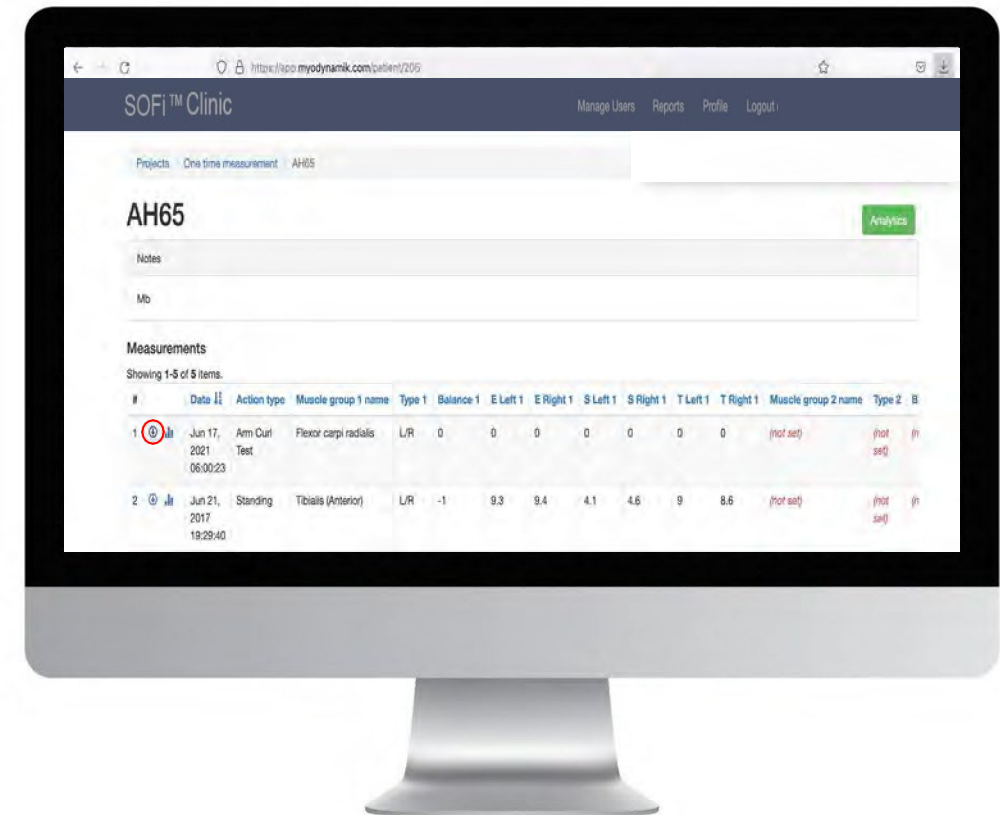 https://app.myodynamik.com/patient/206
SOFi™ Clinic Manage Users Reports Profile Logout
Projects One time measurement AH65
AH65 Analytics
Notes
Mb
Measurements
Showing 1-5 of 5 items.
# Date Action type Muscle group 1 name Type 1 Balance 1 E Left 1 E Right 1 S Left 1 S Right 1 T Left 1 T Right 1 Muscle group 2 name Type 2 B
1 Jun 17, Arm Curl Flexor carpi radialis L/R 0 0 0 0 0 0 0 (not set) (not (n
2021 Test set)
06:00:23
2 Jun 21, Standing Tibialis (Anterior) L/R -1 9.3 9.4 4.1 4.6 9 8.6 (not set) (not (n
2017 set)
19:29:40